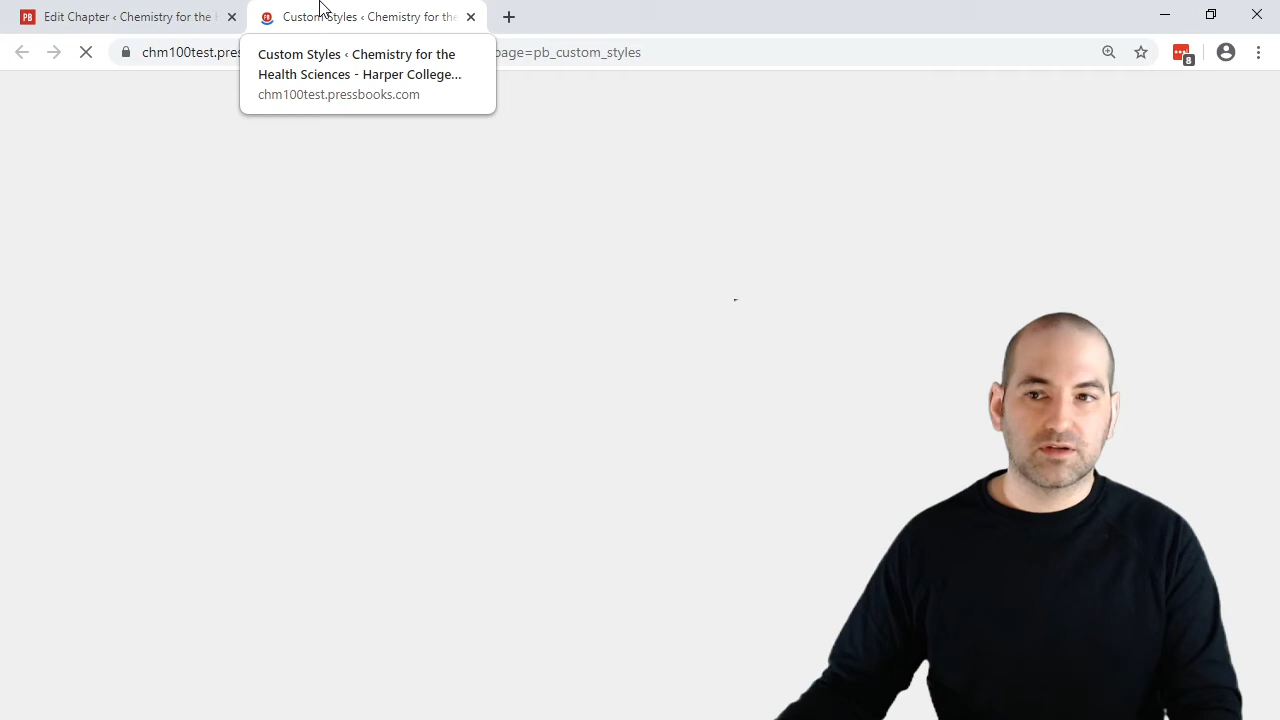 PB Edit Chapter ‹ Chemistry for the
Custom Styles ‹ Chemistry for the
chm100test.pres
page=pb_custom_styles
8
Custom Styles ‹ Chemistry for the
Health Sciences - Harper College...
chm100test.pressbooks.com